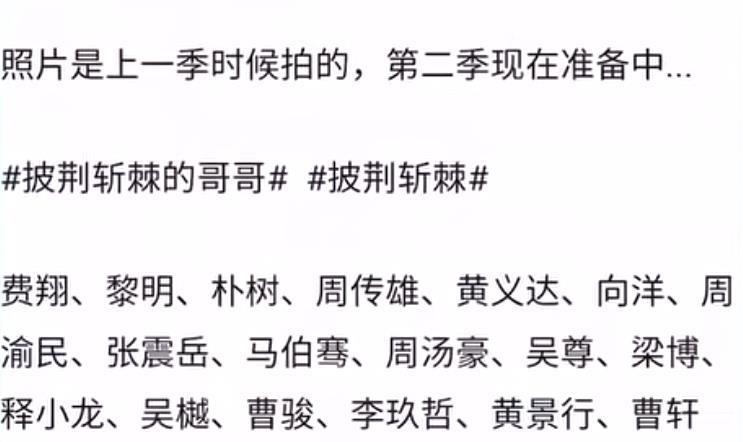 照片是上一季时候拍的，第二季现在准备中...
#披荆斩棘的哥哥# #披荆斩棘#
费翔、黎明、朴树、周传雄、黄义达、向洋、周
渝民、张震岳、马伯骞、周汤豪、吴尊、梁博、
释小龙、吴樾、曹骏、李玖哲、黄景行、曹轩